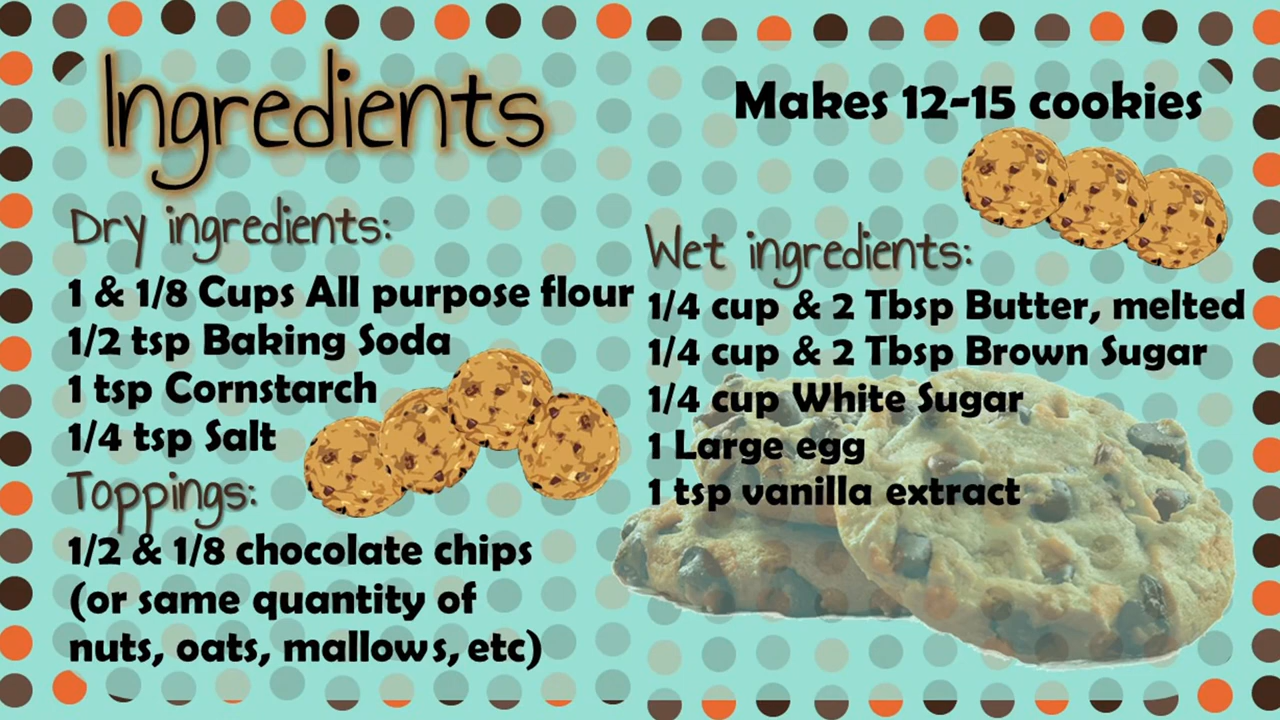 Ingredients
Dry ingredients:
1 & 1/8 Cups All purpose flour
1/2 tsp Baking Soda
1 tsp Cornstarch
1/4 tsp Salt
Toppings:
1/2 & 1/8 chocolate chips
(or same quantity of
nuts, oats, mallows, etc)
Makes 12-15 cookies
Wet ingredients:
1/4 cup & 2 Tbsp Butter, melted
1/4 cup & 2 Tbsp Brown Sugar
1/4 cup White Sugar
1 Large egg
1 tsp vanilla extract